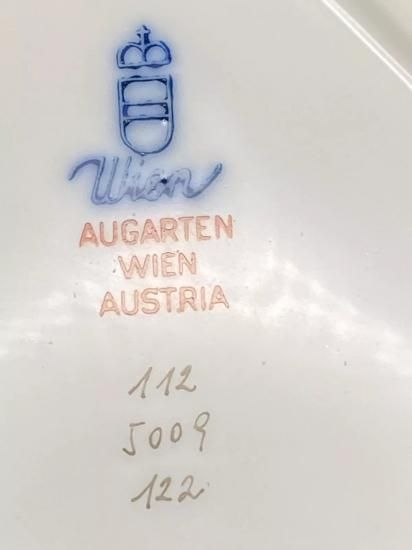 Wien
AUGARTEN
WIEN
AUSTRIA
112
5009
122